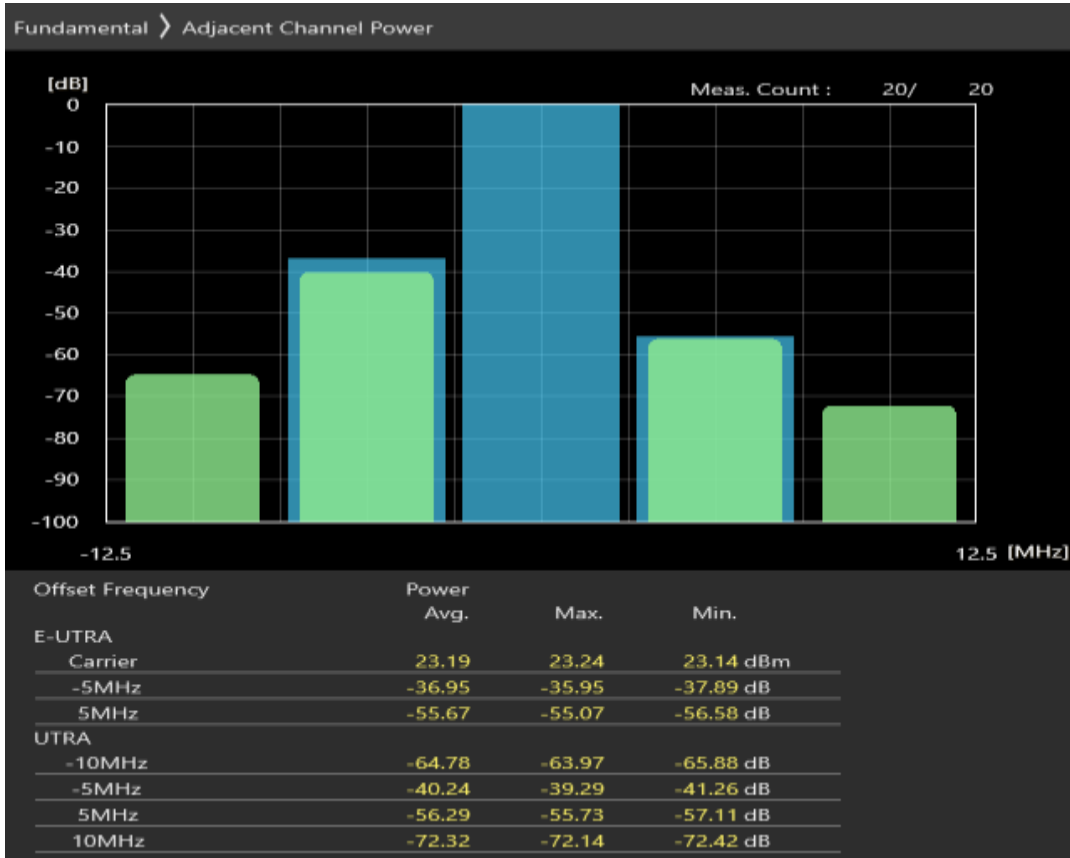 Fundamental ❭ Adjacent Channel Power
[dB]
Meas. Count : 20/ 20
0
-10
-20
-30
-40
-50
-60
-70
-80
-90
-100
-12.5 12.5 [MHz]
Offset Frequency Power
Avg. Max. Min.
E-UTRA
Carrier 23.19 23.24 23.14 dBm
-5MHz -36.95 -35.95 -37.89 dB
5MHz -55.67 -55.07 -56.58 dB
UTRA
-10MHz -64.78 -63.97 -65.88 dB
-5MHz -40.24 -39.29 -41.26 dB
5MHz -56.29 -55.73 -57.11 dB
10MHz -72.32 -72.14 -72.42 dB